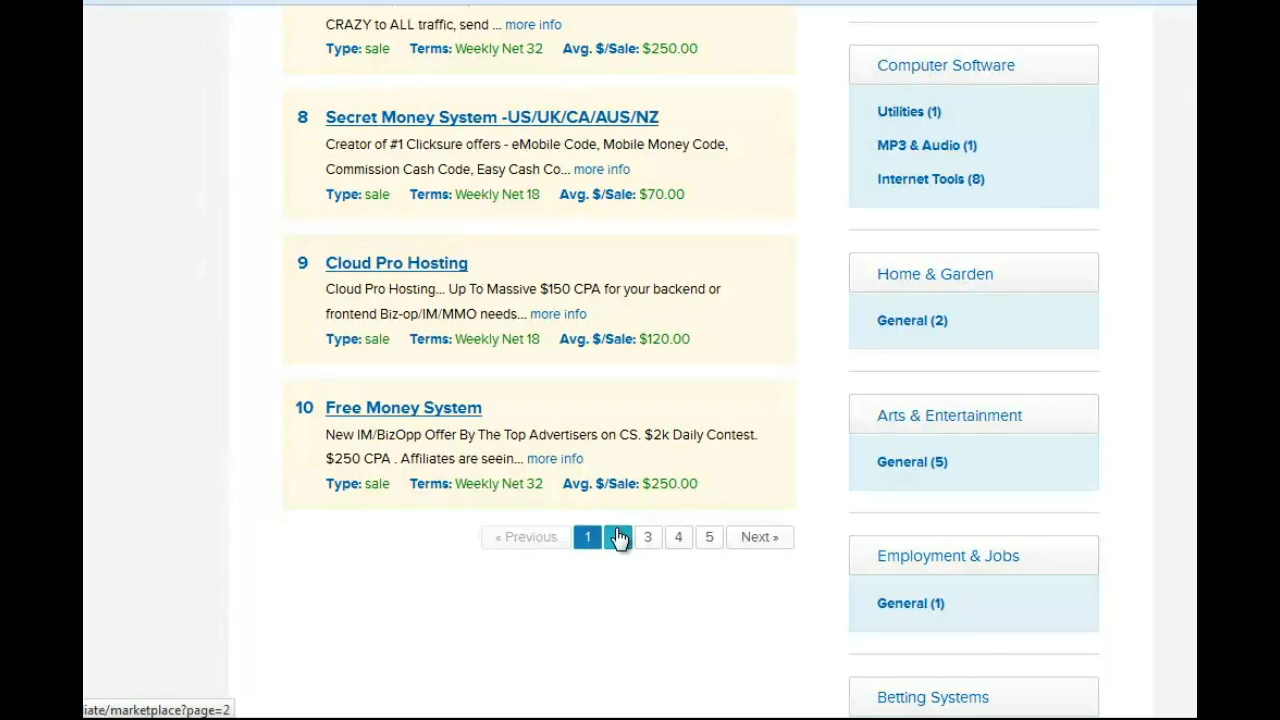 CRAZY to ALL traffic, send ... more info
Type: sale Terms: Weekly Net 32 Avg. $/Sale: $250.00
8 Secret Money System -US/UK/CA/AUS/NZ
Creator of #1 Clicksure offers - eMobile Code, Mobile Money Code,
Commission Cash Code, Easy Cash Co... more info
Type: sale Terms: Weekly Net 18 Avg. $/Sale: $70.00
9 Cloud Pro Hosting
Cloud Pro Hosting... Up To Massive $150 CPA for your backend or
frontend Biz-op/IM/MMO needs... more info
Type: sale Terms: Weekly Net 18 Avg. $/Sale: $120.00
10 Free Money System
New IM/BizOpp Offer By The Top Advertisers on CS. $2k Daily Contest.
$250 CPA . Affiliates are seein... more info
Type: sale Terms: Weekly Net 32 Avg. $/Sale: $250.00
« Previous 1 3 4 5 Next »
Computer Software
Utilities (1)
MP3 & Audio (1)
Internet Tools (8)
Home & Garden
General (2)
Arts & Entertainment
General (5)
Employment & Jobs
General (1)
Betting Systems
iate/marketplace?page=2